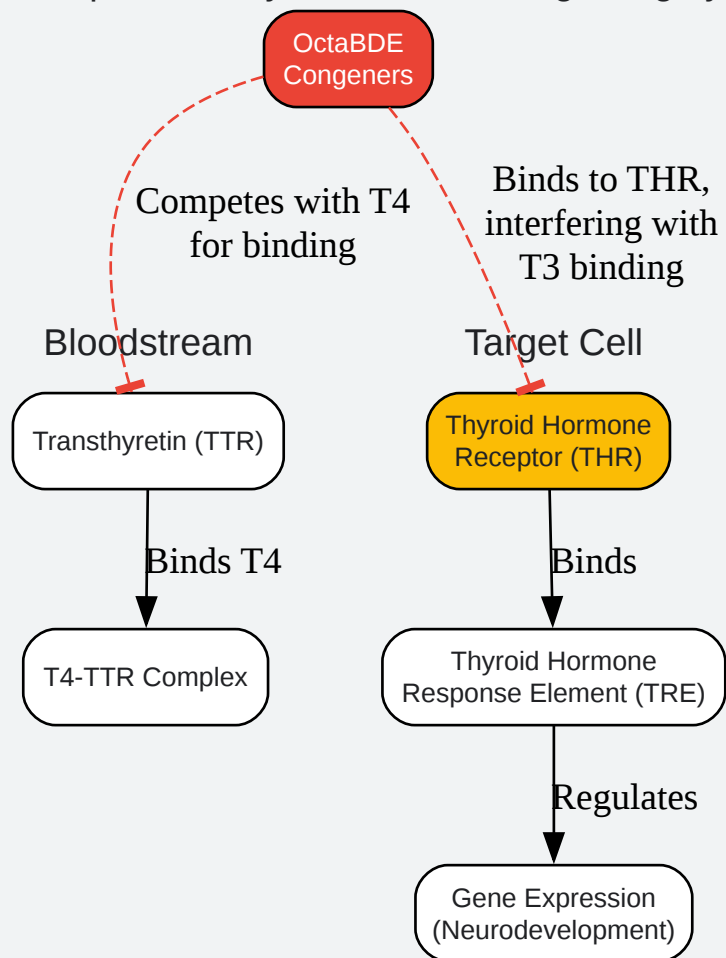 OctaBDE
Congeners
Competes with T4
for binding
Binds to THR,
interfering with
T3 binding
Bloodstream
Target Cell
Transthyretin (TTR)
Thyroid Hormone
Receptor (THR)
Binds T4
Binds
T4-TTR Complex
Thyroid Hormone
Response Element (TRE)
Regulates
Gene Expression
(Neurodevelopment)